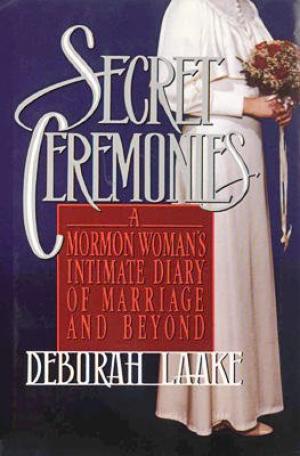 SECRET
CEREMONIES
A
MORMON WOMAN'S
INTIMATE DIARY
OF MARRIAGE
AND BEYOND
DEBORAH LAAKE